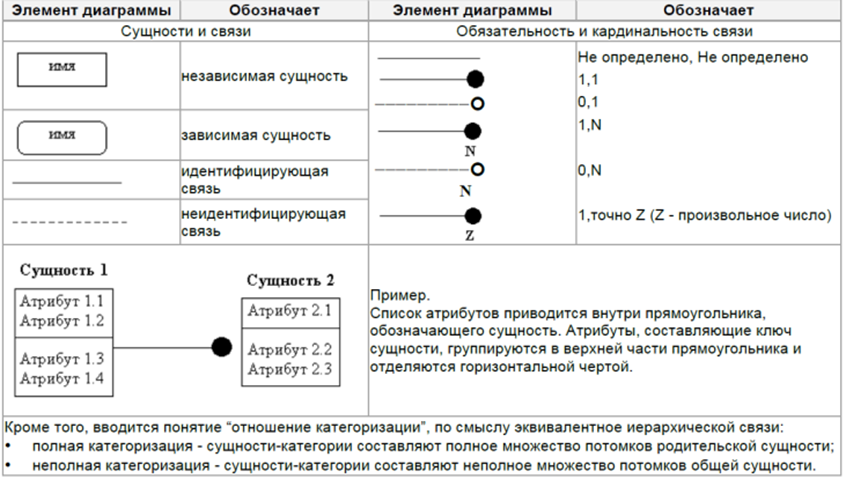 Элемент диаграммы
Обозначает
Элемент диаграммы
Обозначает
Сущности и связи
Обязательность и кардинальность связи
имя
независимая сущность
имя
зависимая сущность
идентифицирующая
связь
неидентифицирующая
связь
Не определено, Не определено
1,1
0,1
1,N
N
0,N
N
1,точно Z (Z - произвольное число)
Z
Сущность 1
Атрибут 1.1
Атрибут 1.2
Атрибут 1.3
Атрибут 1.4
Сущность 2
Атрибут 2.1
Атрибут 2.2
Атрибут 2.3
Пример.
Список атрибутов приводится внутри прямоугольника,
обозначающего сущность. Атрибуты, составляющие ключ
сущности, группируются в верхней части прямоугольника и
отделяются горизонтальной чертой.
Кроме того, вводится понятие “отношение категоризации”, по смыслу эквивалентное иерархической связи:
• полная категоризация - сущности-категории составляют полное множество потомков родительской сущности;
• неполная категоризация - сущности-категории составляют неполное множество потомков общей сущности.